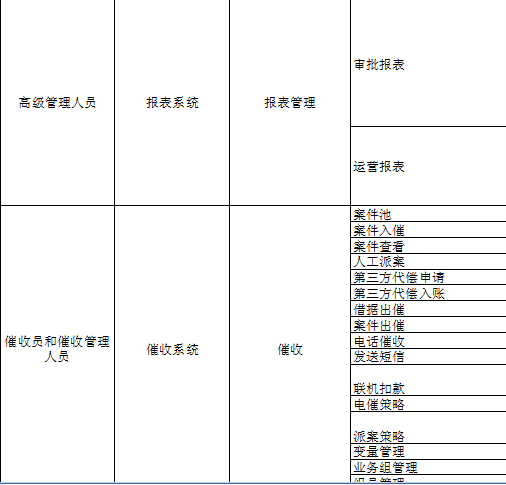 审批报表
高级管理人员
报表系统
报表管理
运营报表
案件池
案件入催
案件查看
人工派案
第三方代偿申请
第三方代偿入账
借据出催
案件出催
电话催收
发送短信
催收员和催收管理
人员
催收系统
催收
联机扣款
电催策略
派案策略
变量管理
业务组管理